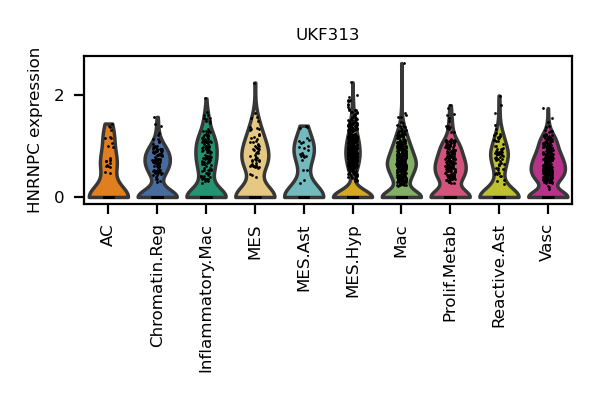 UKF313
HNRNPC expression
2
0
AC
Chromatin.Reg
Inflammatory.Mac
MES
MES.Ast
MES.Hyp
Mac
Prolif.Metab
Reactive.Ast
Vasc